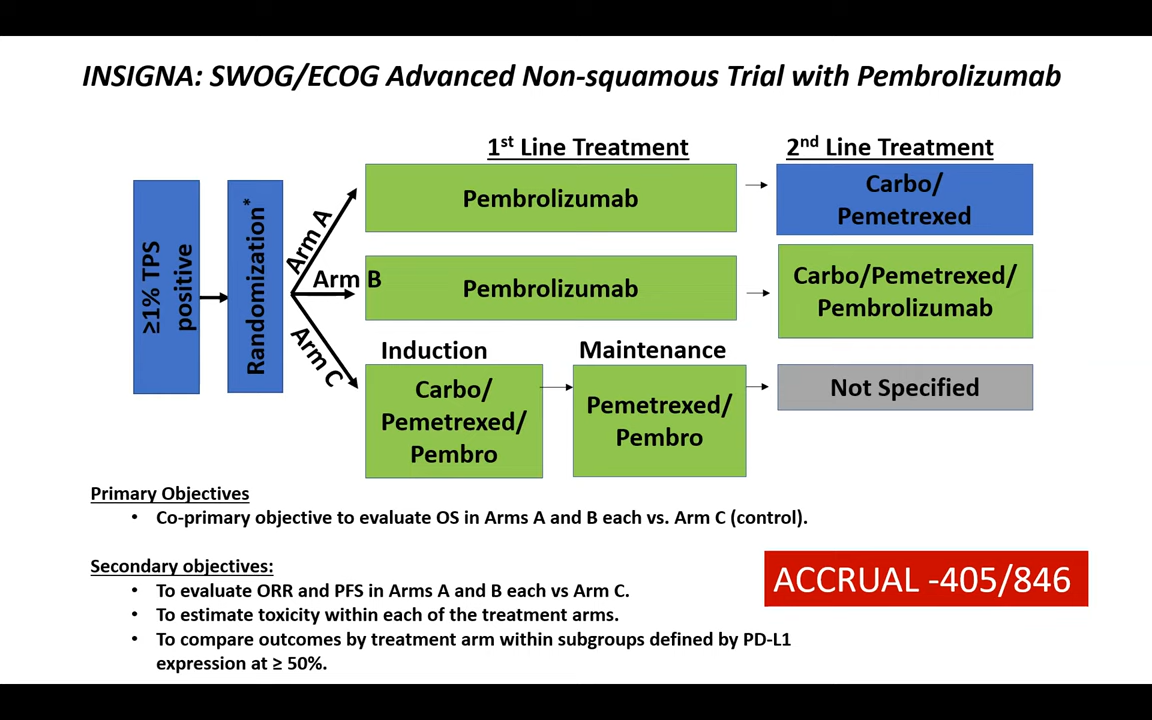 INSIGNA: SWOG/ECOG Advanced Non-squamous Trial with Pembrolizumab
1st Line Treatment
2nd Line Treatment
≥1% TPS
positive
Randomization*
Arm A
Pembrolizumab
Carbo/
Pemetrexed
Arm B
Pembrolizumab
Carbo/Pemetrexed/
Pembrolizumab
Arm C
Induction
Maintenance
Carbo/
Pemetrexed/
Pembro
Pemetrexed/
Pembro
Not Specified
Primary Objectives
• Co-primary objective to evaluate OS in Arms A and B each vs. Arm C (control).
Secondary objectives:
• To evaluate ORR and PFS in Arms A and B each vs Arm C.
• To estimate toxicity within each of the treatment arms.
• To compare outcomes by treatment arm within subgroups defined by PD-L1
expression at ≥ 50%.
ACCRUAL -405/846